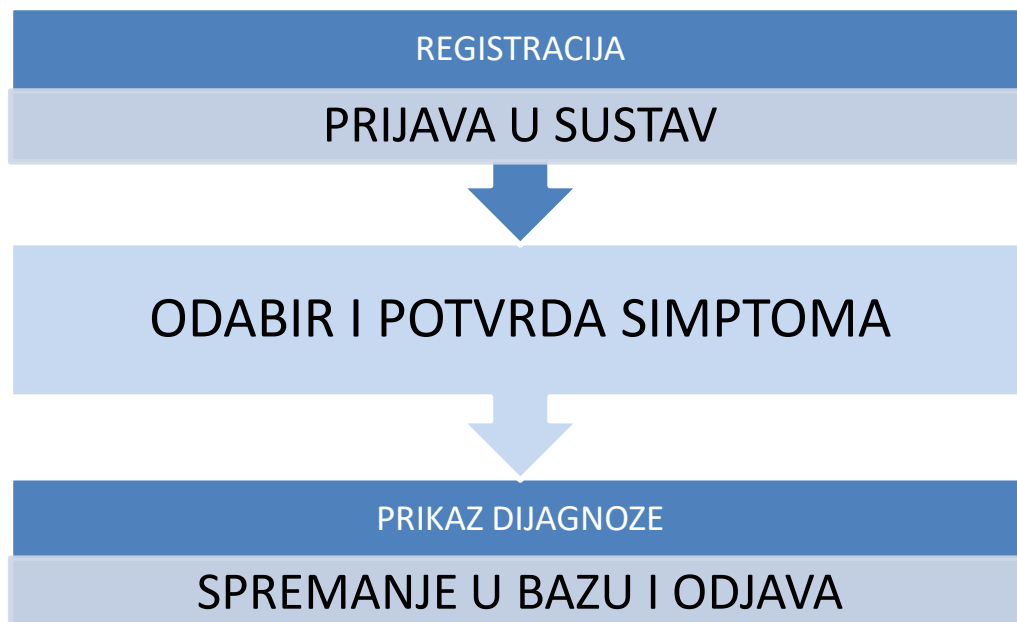 REGISTRACIJA
PRIJAVA U SUSTAV
ODABIR I POTVRDA SIMPTOMA
PRIKAZ DIJAGNOZE
SPREMANJE U BAZU I ODJAVA